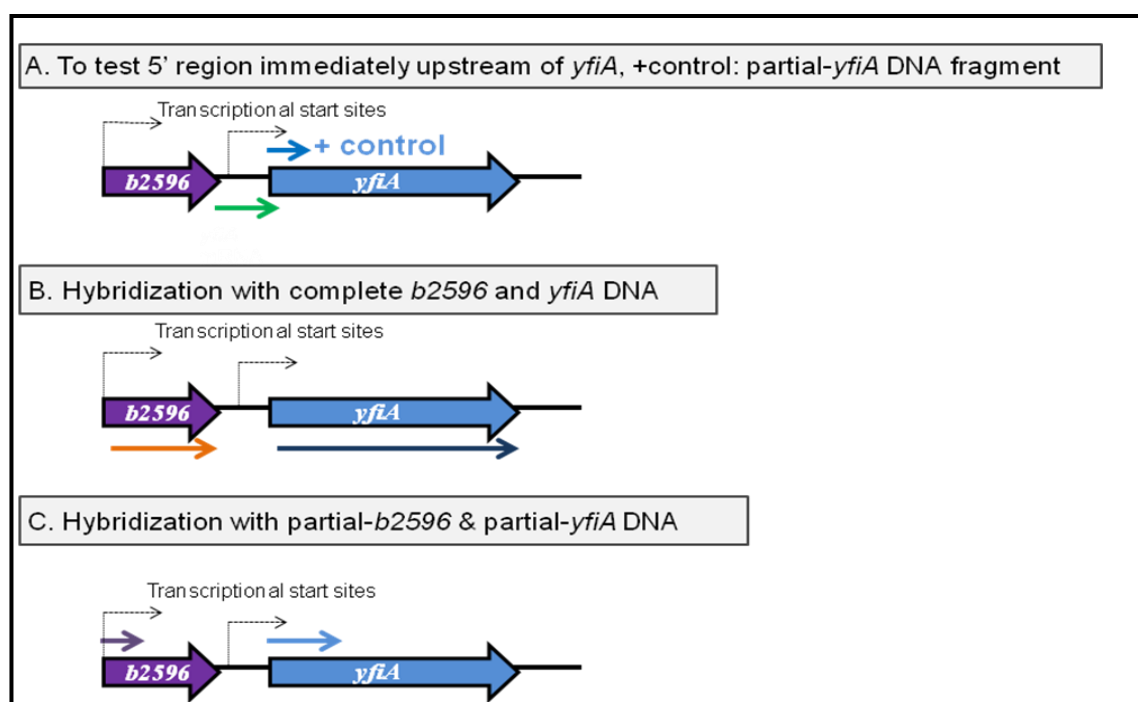 A. To test 5' region immediately upstream of yfiA, +control: partial-yfiA DNA fragment
Transcriptional start sites
+ control
b2596
yfiA
B. Hybridization with complete b2596 and yfiA DNA
Transcriptional start sites
b2596
yfiA
C. Hybridization with partial-b2596 & partial-yfiA DNA
Transcriptional start sites
b2596
yfiA